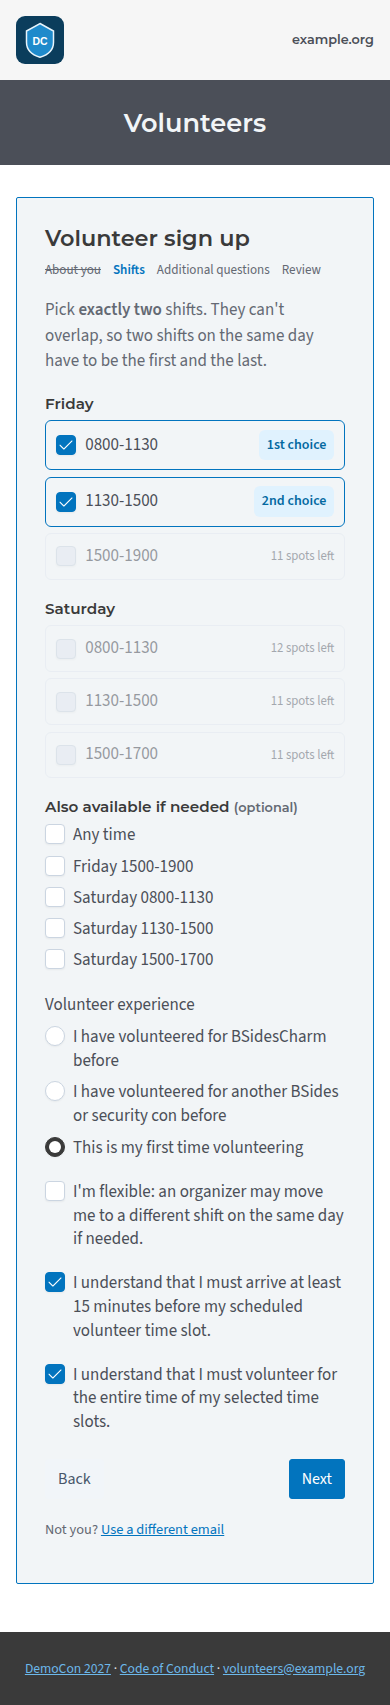 DC
example.org
Volunteers
Volunteer sign up
About you Shifts Additional questions Review
Pick exactly two shifts. They can't
overlap, so two shifts on the same day
have to be the first and the last.
Friday
0800-1130 1st choice
1130-1500 2nd choice
1500-1900 11 spots left
Saturday
0800-1130 12 spots left
1130-1500 11 spots left
1500-1700 11 spots left
Also available if needed (optional)
Any time
Friday 1500-1900
Saturday 0800-1130
Saturday 1130-1500
Saturday 1500-1700
Volunteer experience
I have volunteered for BSidesCharm
before
I have volunteered for another BSides
or security con before
This is my first time volunteering
I'm flexible: an organizer may move
me to a different shift on the same day
if needed.
I understand that I must arrive at least
15 minutes before my scheduled
volunteer time slot.
I understand that I must volunteer for
the entire time of my selected time
slots.
Back Next
Not you? Use a different email
DemoCon 2027 · Code of Conduct · volunteers@example.org